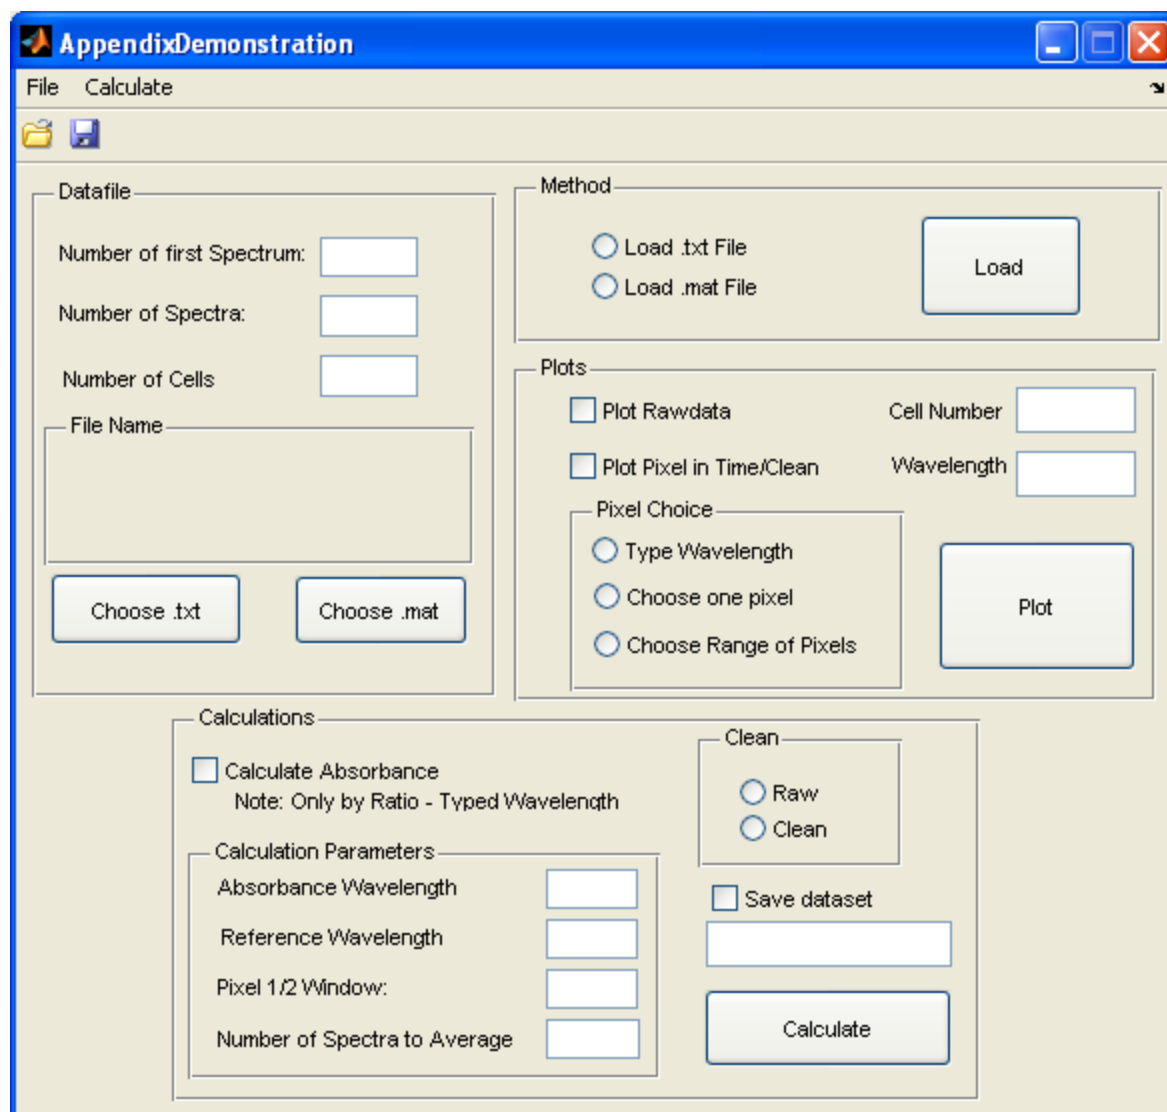 AppendixDemonstration
File Calculate
Datafile
Number of first Spectrum:
Number of Spectra:
Number of Cells
File Name
Choose .txt Choose .mat
Method
Load .txt File
Load .mat File
Load
Plots
Plot Rawdata Cell Number
Plot Pixel in Time/Clean Wavelength
Pixel Choice
Type Wavelength
Choose one pixel
Choose Range of Pixels
Plot
Calculations
Calculate Absorbance
Note: Only by Ratio - Typed Wavelength
Calculation Parameters
Absorbance Wavelength
Reference Wavelength
Pixel 1/2 Window:
Number of Spectra to Average
Clean
Raw
Clean
Save dataset
Calculate